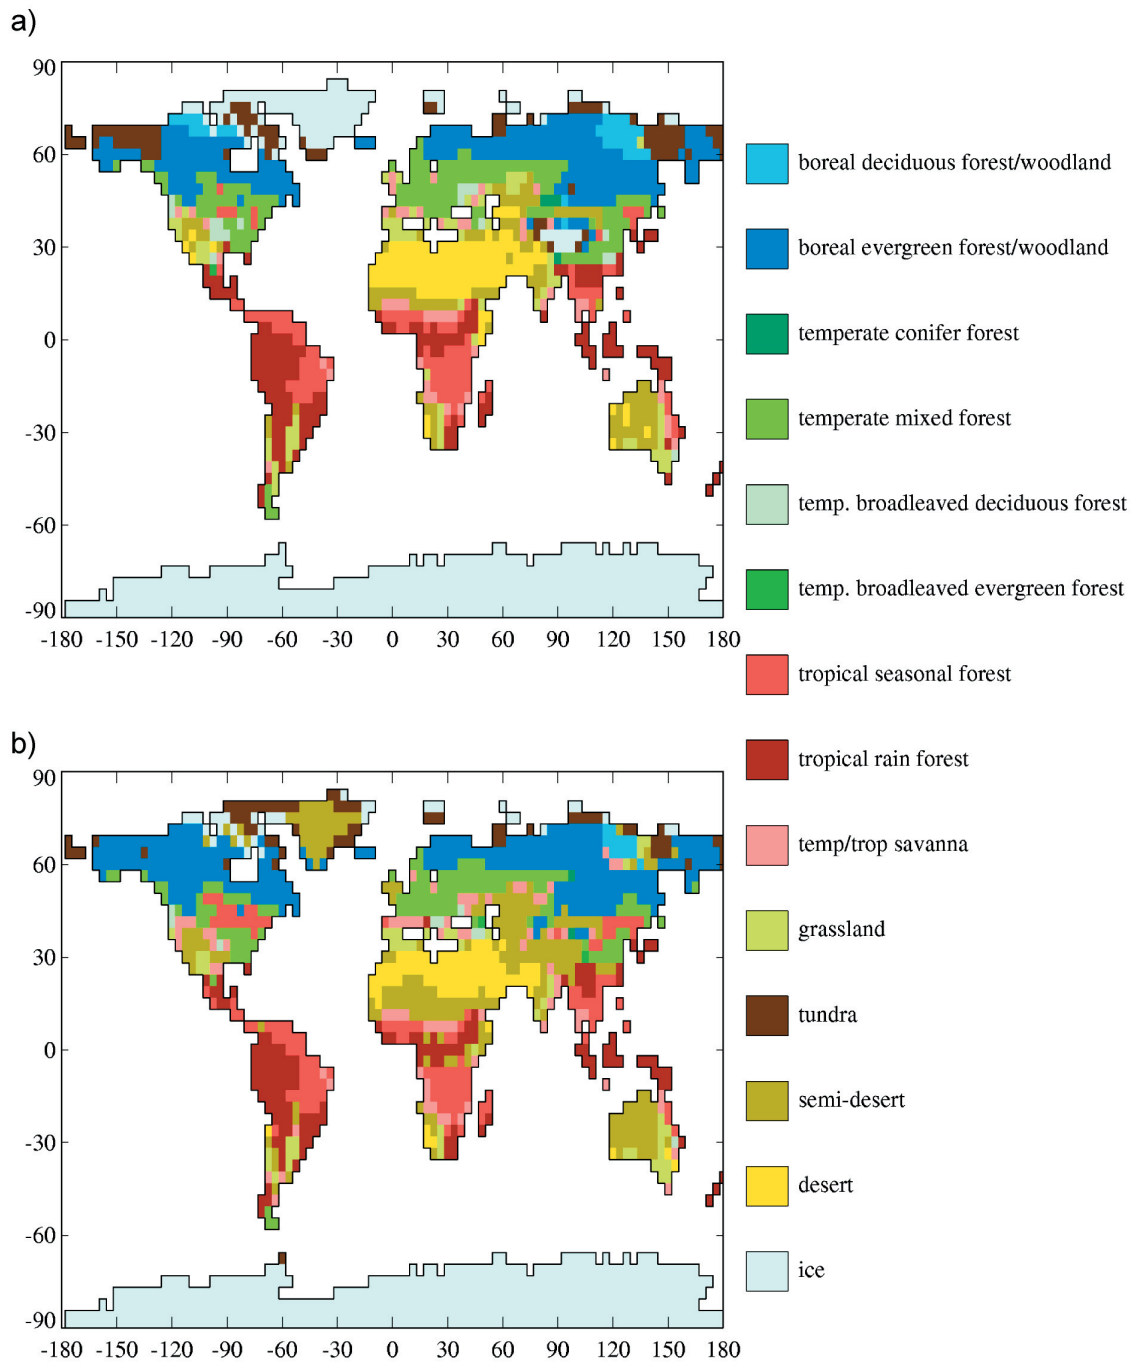 a)
90
60
30
0
-30
-60
-90
-180 -150 -120 -90 -60 -30 0 30 60 90 120 150 180
boreal deciduous forest/woodland
boreal evergreen forest/woodland
temperate conifer forest
temperate mixed forest
temp. broadleaved deciduous forest
temp. broadleaved evergreen forest
tropical seasonal forest
tropical rain forest
temp/trop savanna
grassland
tundra
semi-desert
desert
ice
b)
90
60
30
0
-30
-60
-90
-180 -150 -120 -90 -60 -30 0 30 60 90 120 150 180